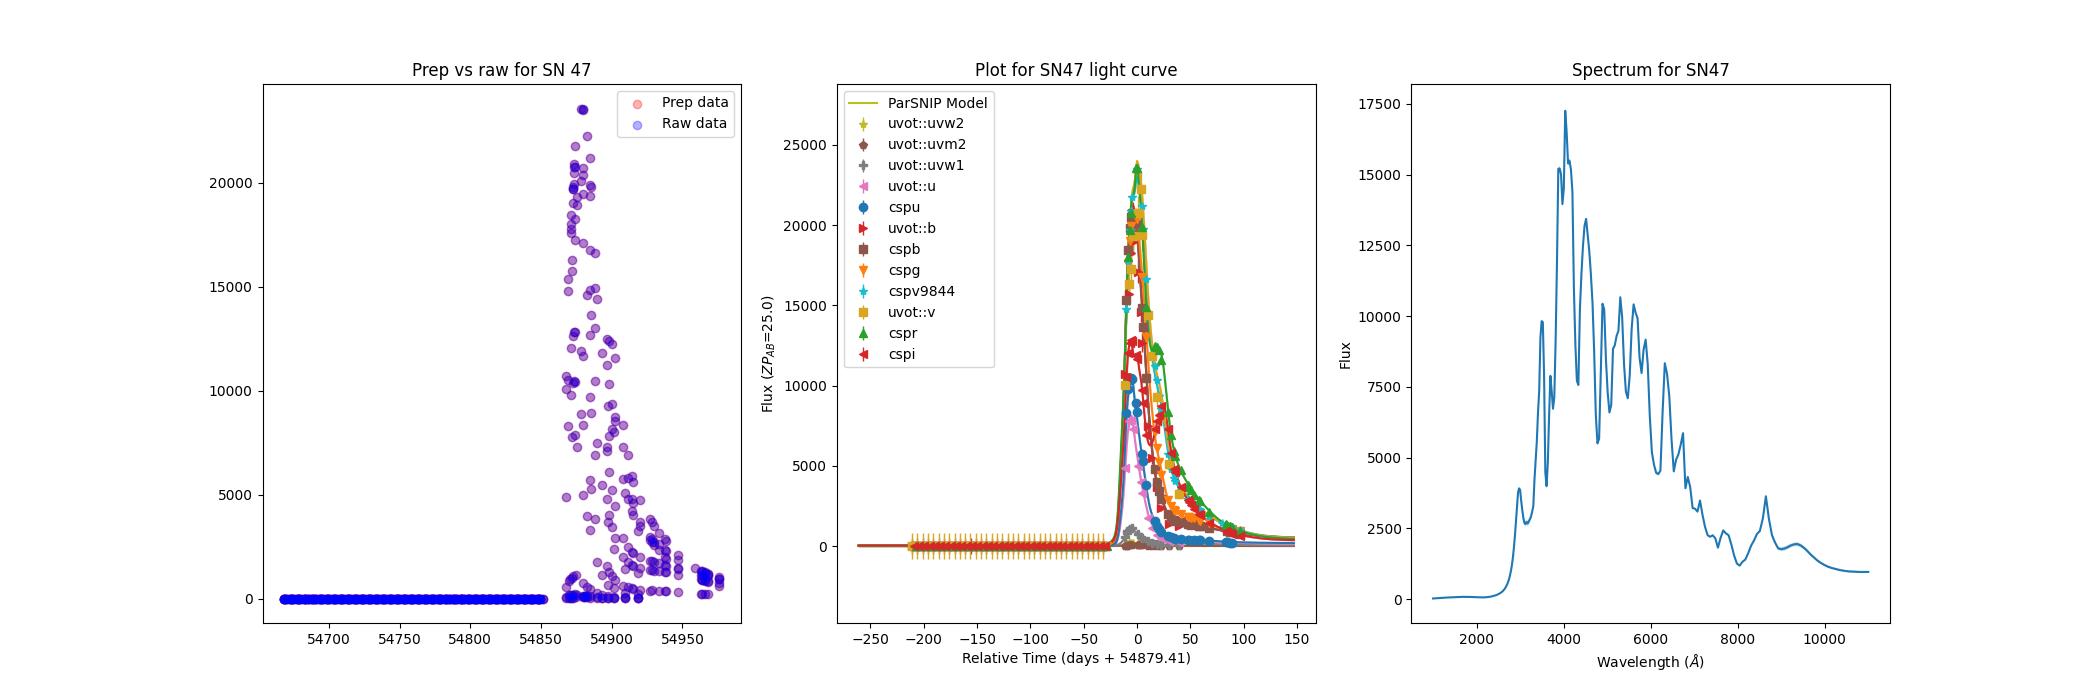 Prep vs raw for SN 47
Prep data
Raw data
20000
15000
10000
5000
0
54700
54750
54800
54850
54900
54950
Plot for SN47 light curve
ParSNIP Model
uvot::uvw2
uvot::uvm2
uvot::uvw1
uvot::u
cspu
uvot::b
cspb
cspg
cspv9844
uvot::v
cspr
cspi
Flux (ZP_AB=25.0)
25000
20000
15000
10000
5000
0
−250
−200
−150
−100
−50
0
50
100
150
Relative Time (days + 54879.41)
Spectrum for SN47
Flux
17500
15000
12500
10000
7500
5000
2500
0
2000
4000
6000
8000
10000
Wavelength (Å)